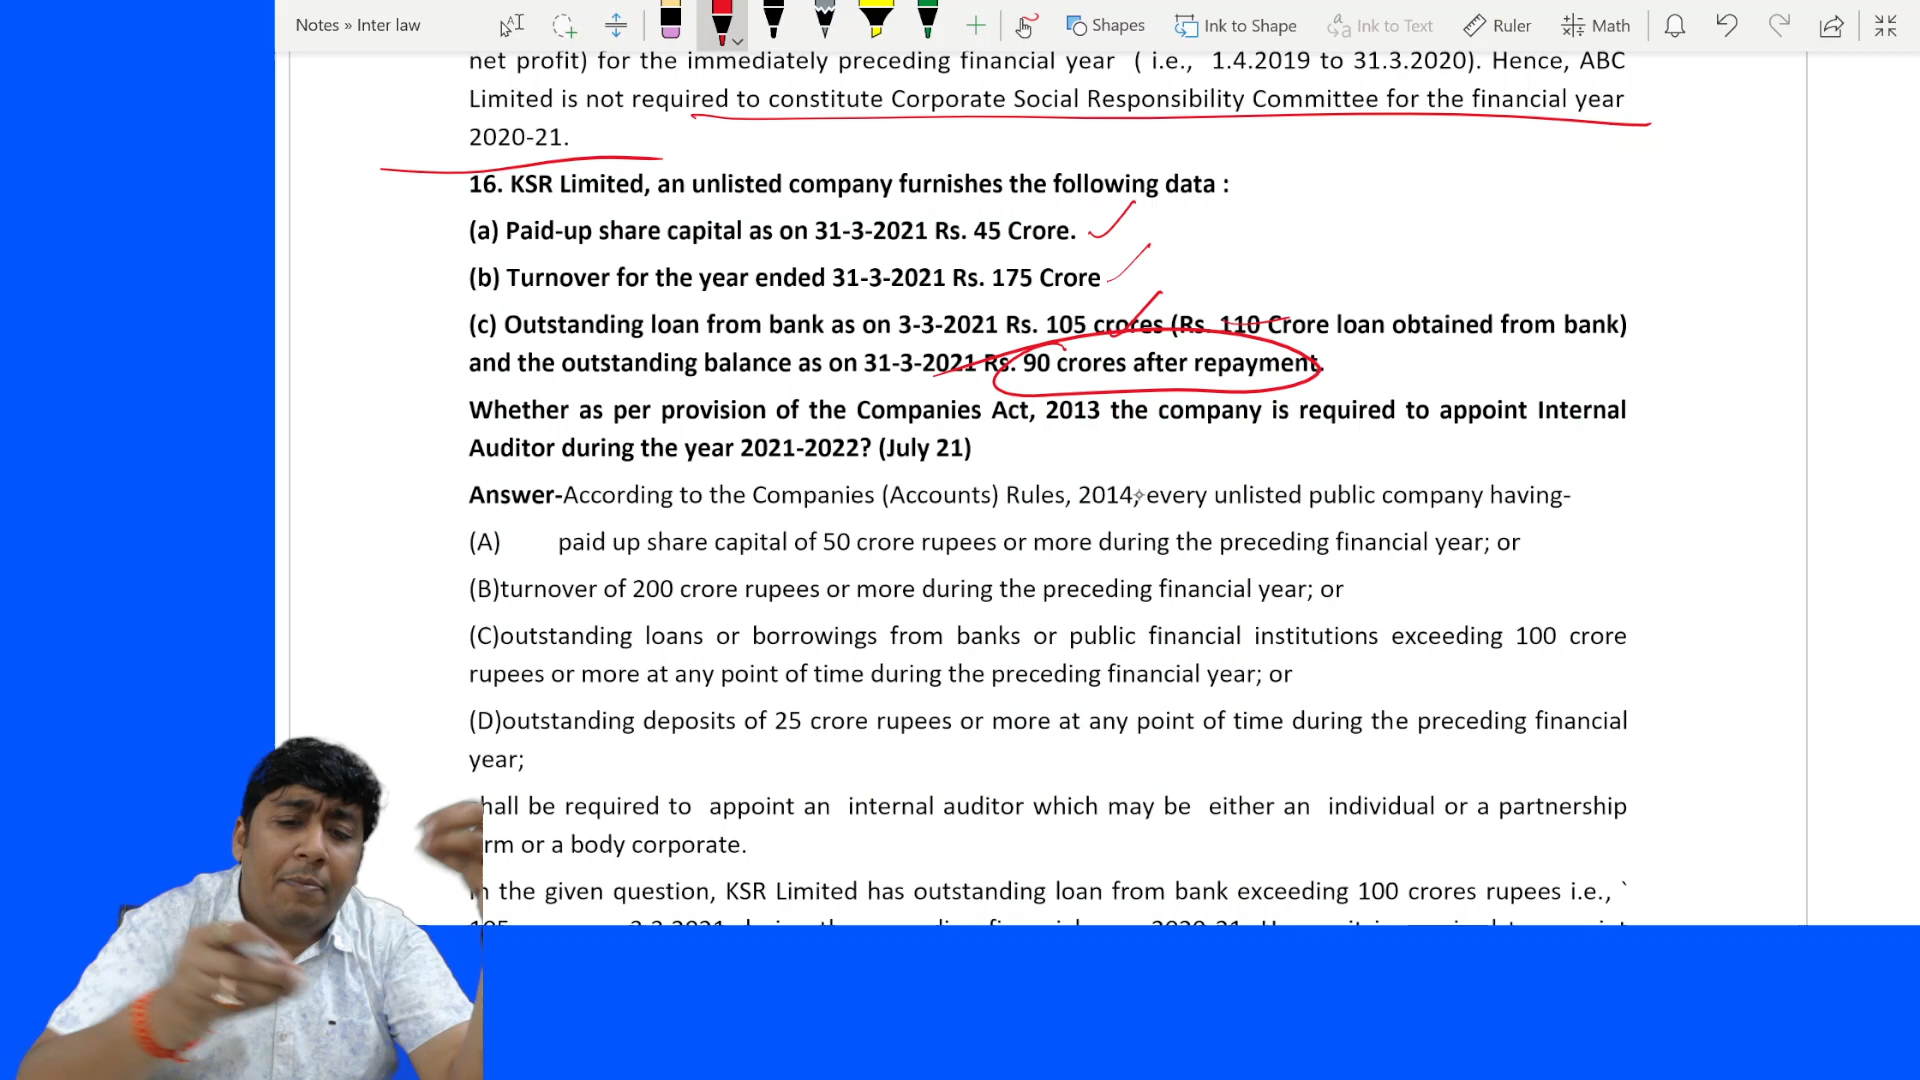 Notes » Inter law
Shapes
Ink to Shape
Ink to Text
Ruler
Math
net profit) for the immediately preceding financial year ( i.e., 1.4.2019 to 31.3.2020). Hence, ABC
Limited is not required to constitute Corporate Social Responsibility Committee for the financial year
2020-21.
16. KSR Limited, an unlisted company furnishes the following data :
(a) Paid-up share capital as on 31-3-2021 Rs. 45 Crore.
(b) Turnover for the year ended 31-3-2021 Rs. 175 Crore
(c) Outstanding loan from bank as on 3-3-2021 Rs. 105 crores (Rs. 110 Crore loan obtained from bank)
and the outstanding balance as on 31-3-2021 Rs. 90 crores after repayment.
Whether as per provision of the Companies Act, 2013 the company is required to appoint Internal
Auditor during the year 2021-2022? (July 21)
Answer-According to the Companies (Accounts) Rules, 2014, every unlisted public company having-
(A) paid up share capital of 50 crore rupees or more during the preceding financial year; or
(B)turnover of 200 crore rupees or more during the preceding financial year; or
(C)outstanding loans or borrowings from banks or public financial institutions exceeding 100 crore
rupees or more at any point of time during the preceding financial year; or
(D)outstanding deposits of 25 crore rupees or more at any point of time during the preceding financial
year;
hall be required to appoint an internal auditor which may be either an individual or a partnership
rm or a body corporate.
n the given question, KSR Limited has outstanding loan from bank exceeding 100 crores rupees i.e., `